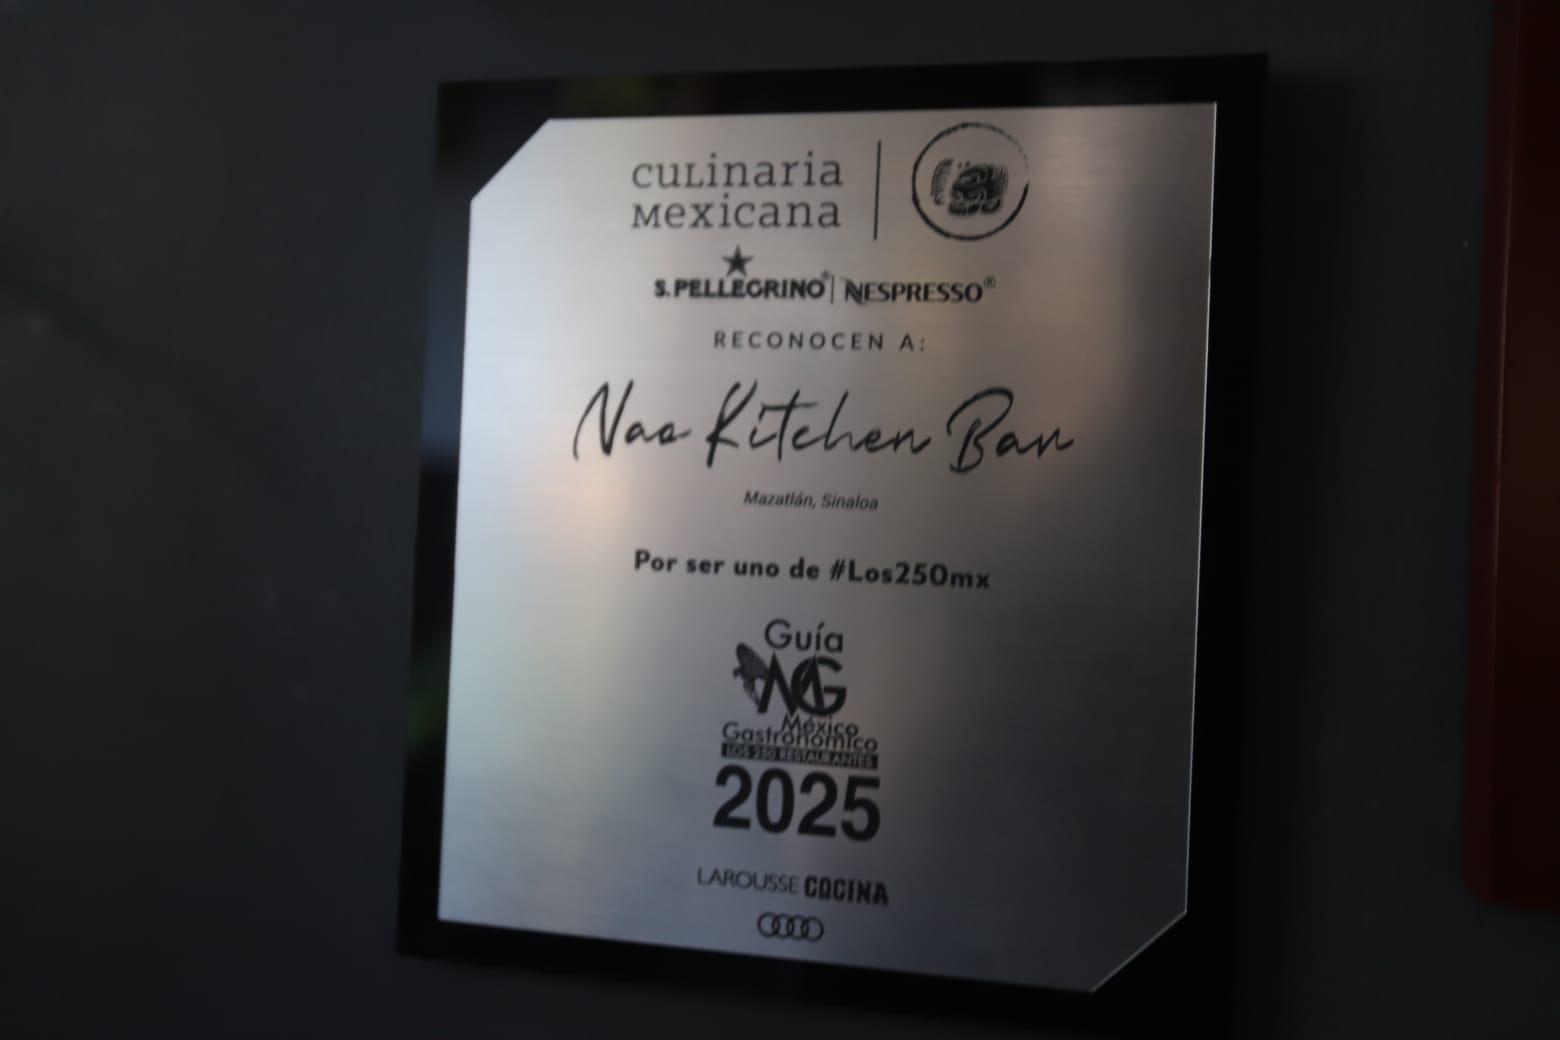 culinaria
mexicana
S.PELLEGRINO® | NESPRESSO®
RECONOCEN A:
Nao Kitchen Bar
Mazatlán, Sinaloa
Por ser uno de #Los250mx
Guía
MG
México
Gastronómico
LOS 250 RESTAURANTES
2025
LAROUSSE COCINA